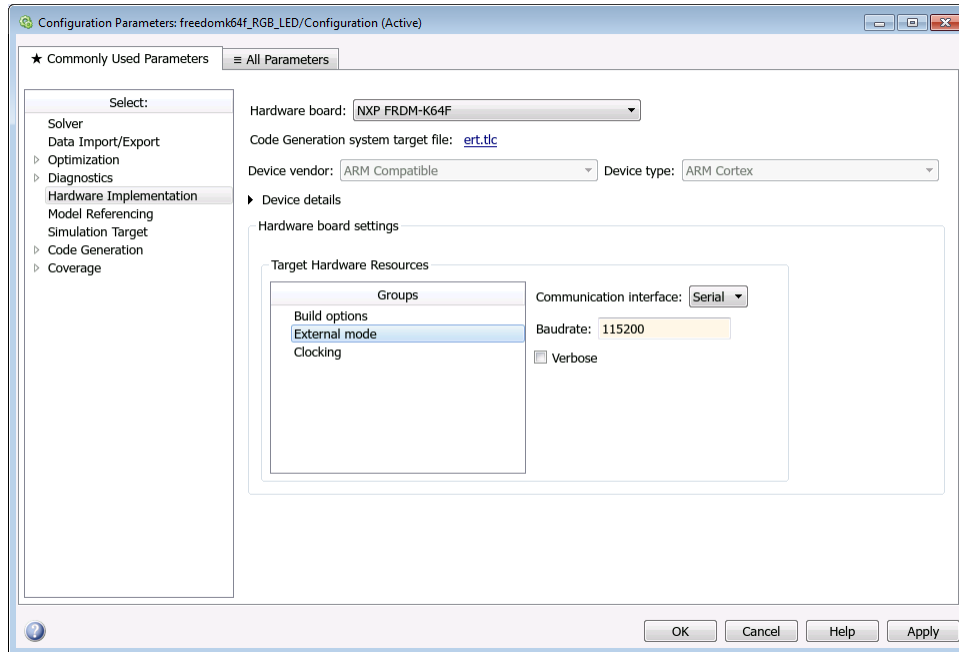 Configuration Parameters: freedomk64f_RGB_LED/Configuration (Active)
★ Commonly Used Parameters
≡ All Parameters
Select:
Solver
Data Import/Export
Optimization
Diagnostics
Hardware Implementation
Model Referencing
Simulation Target
Code Generation
Coverage
Hardware board: NXP FRDM-K64F
Code Generation system target file: ert.tlc
Device vendor: ARM Compatible Device type: ARM Cortex
Device details
Hardware board settings
Target Hardware Resources
Groups
Build options
External mode
Clocking
Communication interface: Serial
Baudrate: 115200
Verbose
OK Cancel Help Apply